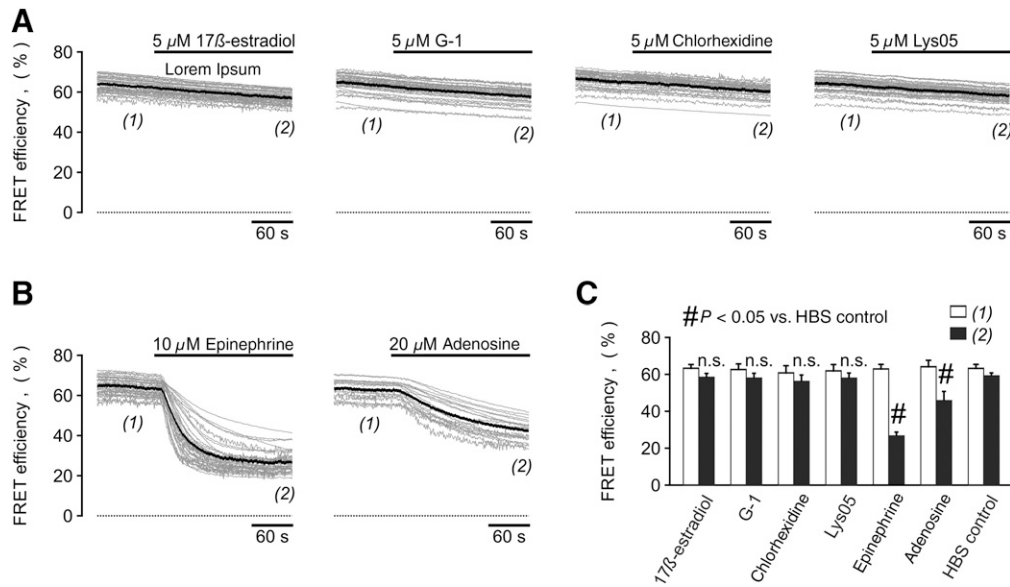 A
5 µM 17ß-estradiol
5 µM G-1
5 µM Chlorhexidine
5 µM Lys05
FRET efficiency, (%)
80
60
40
20
0
Lorem Ipsum
(1)
(2)
(1)
(2)
(1)
(2)
(1)
(2)
60 s
60 s
60 s
60 s
B
10 µM Epinephrine
20 µM Adenosine
FRET efficiency, (%)
80
60
40
20
0
(1)
(2)
(1)
(2)
60 s
60 s
C
#P < 0.05 vs. HBS control
(1)
(2)
FRET efficiency, (%)
80
60
40
20
0
n.s.
n.s.
n.s.
n.s.
#
#
17ß-estradiol
G-1
Chlorhexidine
Lys05
Epinephrine
Adenosine
HBS control